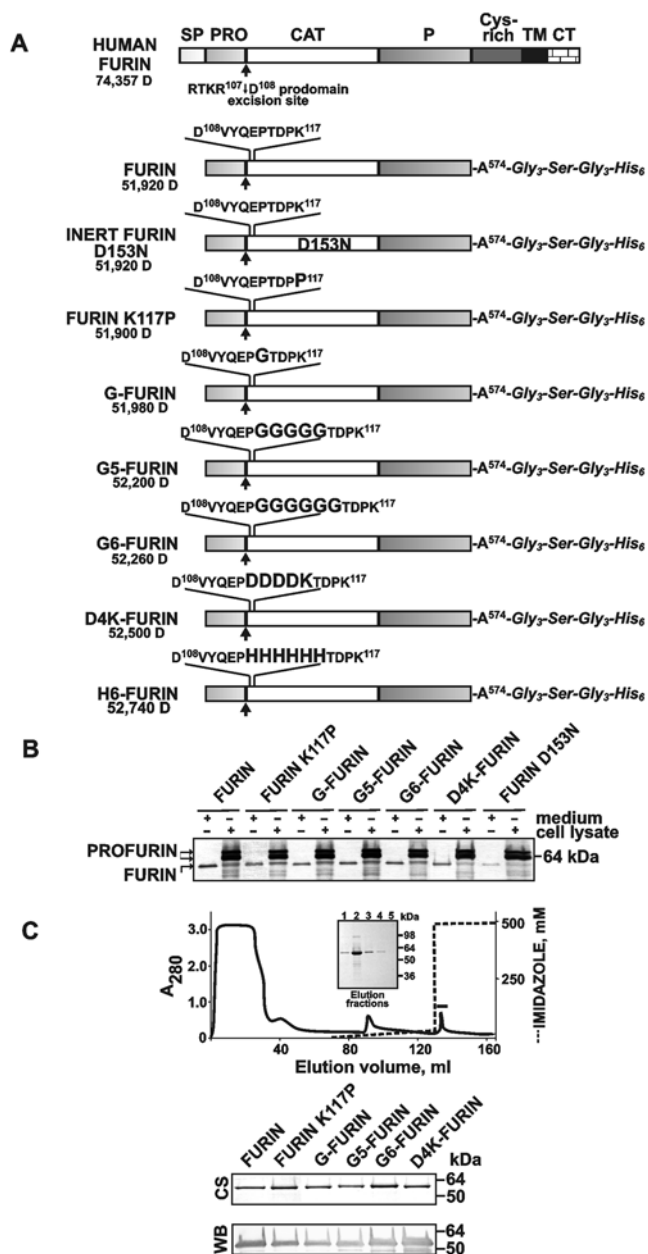 A
SP PRO CAT P Cys-rich TM CT
HUMAN FURIN
74,357 D
RTKR107↓D108 prodomain
excision site
D108VYQEPTDPK117
FURIN
51,920 D
-A574-Gly3-Ser-Gly3-His6
D108VYQEPTDPK117
INERT FURIN
D153N
51,920 D
D153N
-A574-Gly3-Ser-Gly3-His6
D108VYQEPTDPP117
FURIN K117P
51,900 D
-A574-Gly3-Ser-Gly3-His6
D108VYQEPGTDPK117
G-FURIN
51,980 D
-A574-Gly3-Ser-Gly3-His6
D108VYQEPGGGGGTDPK117
G5-FURIN
52,200 D
-A574-Gly3-Ser-Gly3-His6
D108VYQEPGGGGGGTDPK117
G6-FURIN
52,260 D
-A574-Gly3-Ser-Gly3-His6
D108VYQEPDDDDKTDPK117
D4K-FURIN
52,500 D
-A574-Gly3-Ser-Gly3-His6
D108VYQEPHHHHHHTDPK117
H6-FURIN
52,740 D
-A574-Gly3-Ser-Gly3-His6
B
FURIN FURIN K117P G-FURIN G5-FURIN G6-FURIN D4K-FURIN FURIN D153N
+ - + - + - + - + - + - + - medium
- + - + - + - + - + - + - + cell lysate
PROFURIN
64 kDa
FURIN
C
A280
3.0
2.0
1.0
0
0 40 80 120 160
Elution volume, ml
500
250
---IMIDAZOLE, mM
1 2 3 4 5 kDa
98
64
50
36
Elution
fractions
FURIN FURIN K117P G-FURIN G5-FURIN G6-FURIN D4K-FURIN
kDa
CS
64
50
WB
64
50